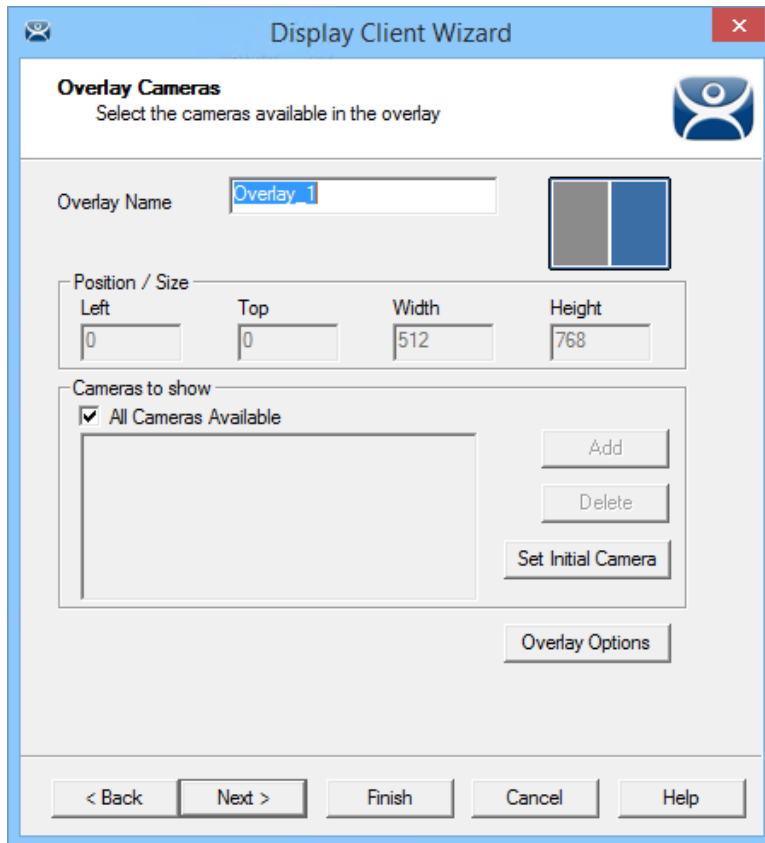 Display Client Wizard
Overlay Cameras
Select the cameras available in the overlay
Overlay Name
Overlay_1
Position / Size
Left Top Width Height
0 0 512 768
Cameras to show
All Cameras Available
Add
Delete
Set Initial Camera
Overlay Options
< Back Next > Finish Cancel Help